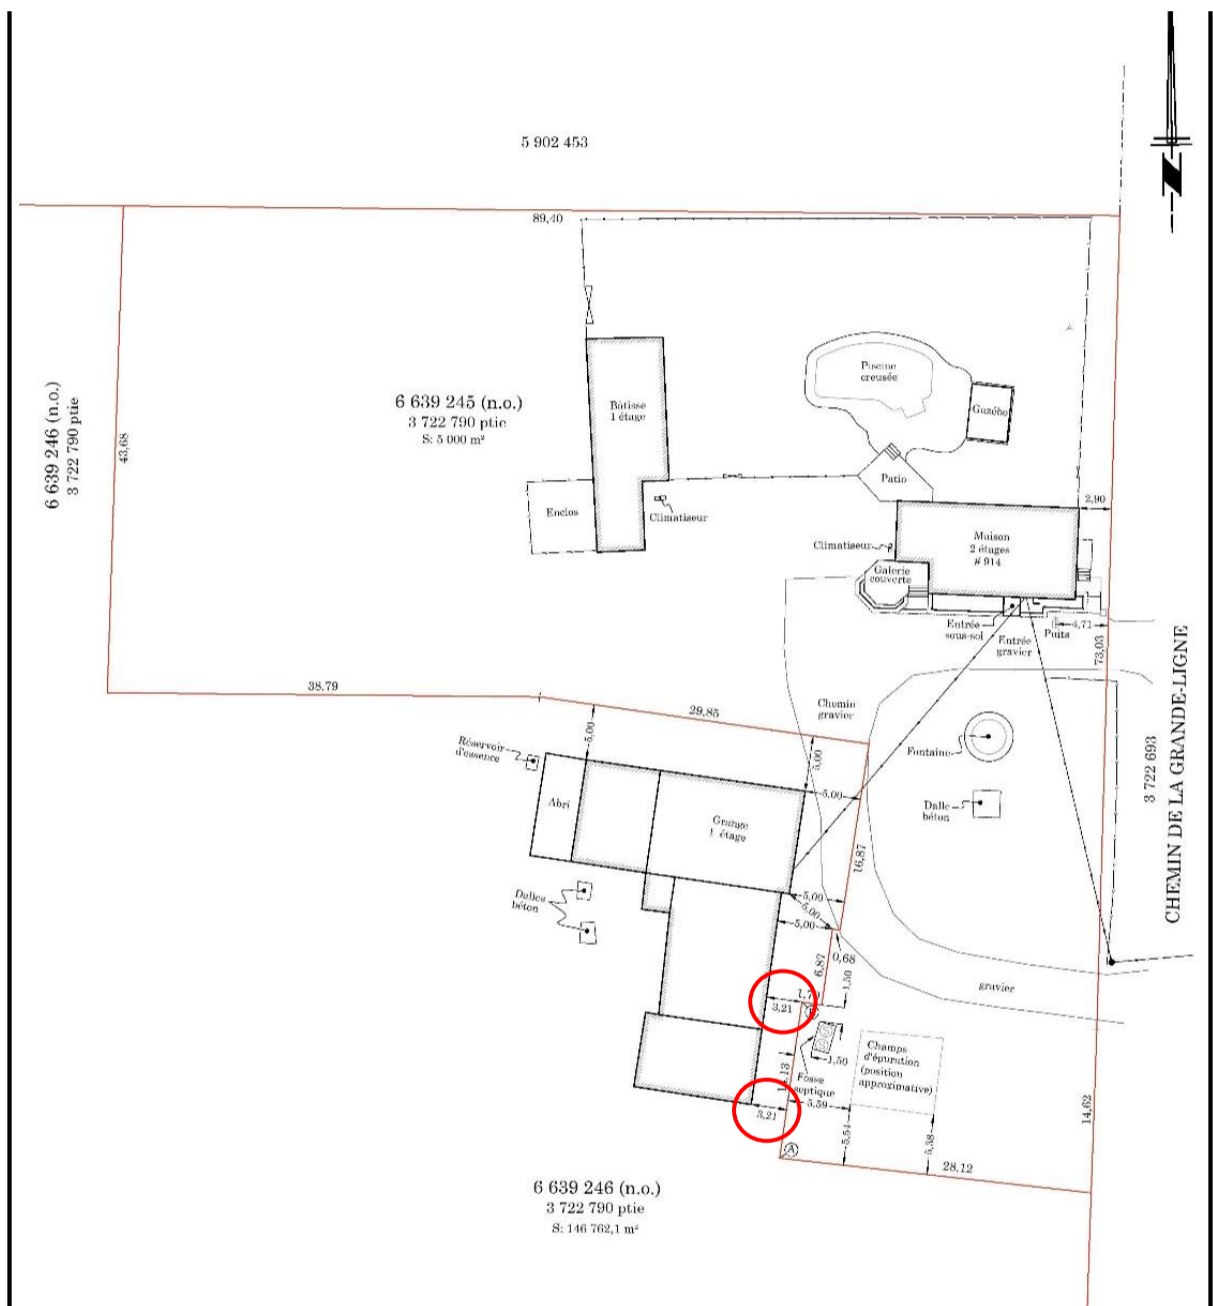 N
5 902 453
89,40
6 639 246 (n.o.)
3 722 790 ptie
43,68
6 639 245 (n.o.)
3 722 790 ptie
S: 5 000 m²
Bâtisse
1 étage
Piscine
creusée
Guzébo
Patio
2,90
Enclos
Climatiseur
Climatiseur
Maison
2 étages
# 914
Galerie
couverte
Entrée
sous-sol
Entrée
gravier
Puits
4,71
73,03
38,79
29,85
Chemin
gravier
5,00
5,00
5,00
Réservoir
d'essence
Abri
Grange
1 étage
Fontaine
Dalle
béton
3 722 693
CHEMIN DE LA GRANDE-LIGNE
16,87
Dalles
béton
5,00
5,00
5,00
0,68
6,87
1,50
gravier
3,21
Champs
d'épuration
(position
approximative)
1,50
Fosse
septique
3,21
5,59
5,54
5,38
14,62
A
28,12
6 639 246 (n.o.)
3 722 790 ptie
S: 146 762,1 m²